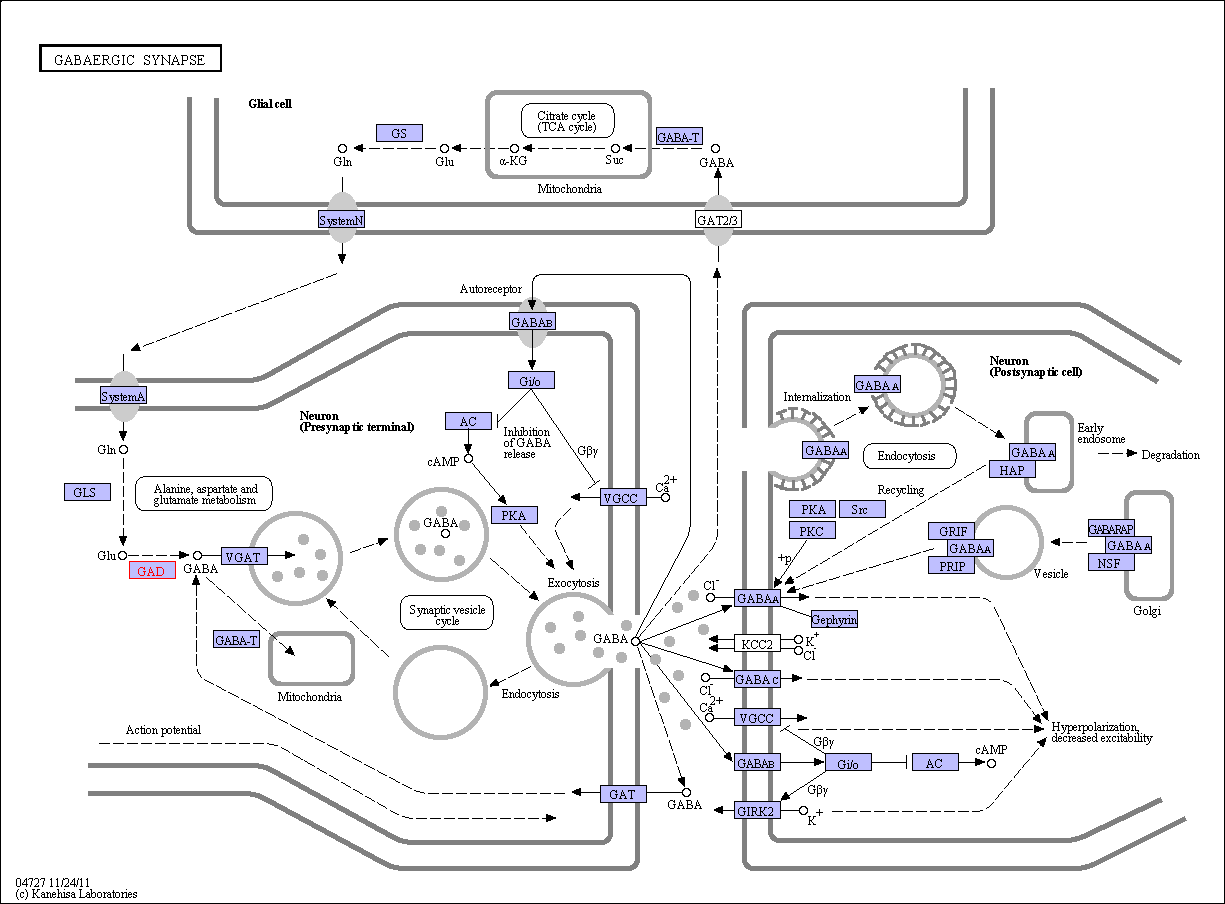 GABAERGIC SYNAPSE
Glial cell
Citrate cycle
(TCA cycle)
GS
GABA-T
Gln
Glu
α-KG
Suc
GABA
Mitochondria
SystemN
GAT2/3
Autoreceptor
GABAB
Gi/o
AC
Inhibition
of GABA
release
Gβγ
cAMP
PKA
VGCC
Ca2+
Neuron
(Presynaptic terminal)
SystemA
Gln
GLS
Alanine, aspartate and
glutamate metabolism
Glu
GAD
GABA
VGAT
GABA
Exocytosis
GABA-T
Mitochondria
Synaptic vesicle
cycle
GABA
Endocytosis
Action potential
GAT
GABA
Neuron
(Postsynaptic cell)
Internalization
GABAA
GABAA
Endocytosis
GABAA
HAP
Early
endosome
Degradation
Recycling
PKA
Src
PKC
+p
GRIF
GABAA
PRIP
Vesicle
GABARAP
GABAA
NSF
Golgi
Cl-
GABAA
Gephyrin
KCC2
K+
Cl-
Cl-
GABAC
Ca2+
VGCC
Gβγ
Hyperpolarization,
decreased excitability
GABAB
Gi/o
AC
cAMP
Gβγ
GIRK2
K+
04727 11/24/11
(c) Kanehisa Laboratories